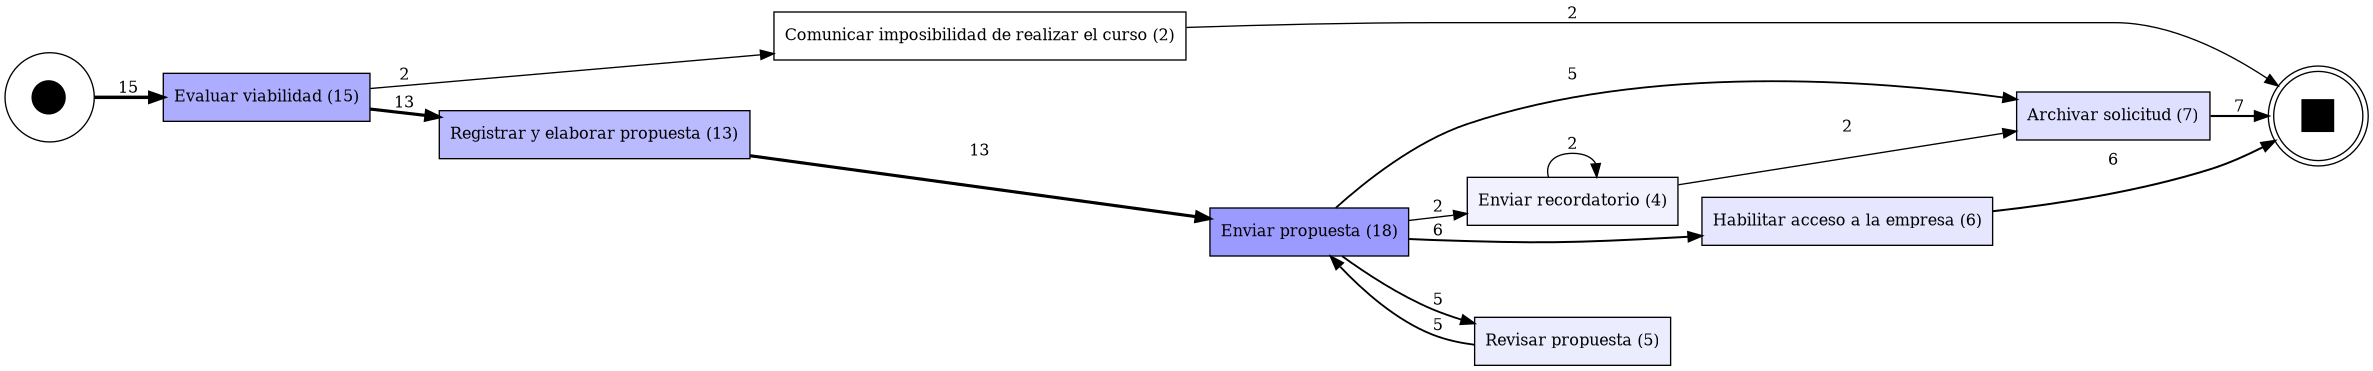 15
Evaluar viabilidad (15)
2
13
Comunicar imposibilidad de realizar el curso (2)
2
Registrar y elaborar propuesta (13)
13
Enviar propuesta (18)
5
2
6
5
5
2
Enviar recordatorio (4)
2
Habilitar acceso a la empresa (6)
6
Revisar propuesta (5)
Archivar solicitud (7)
7